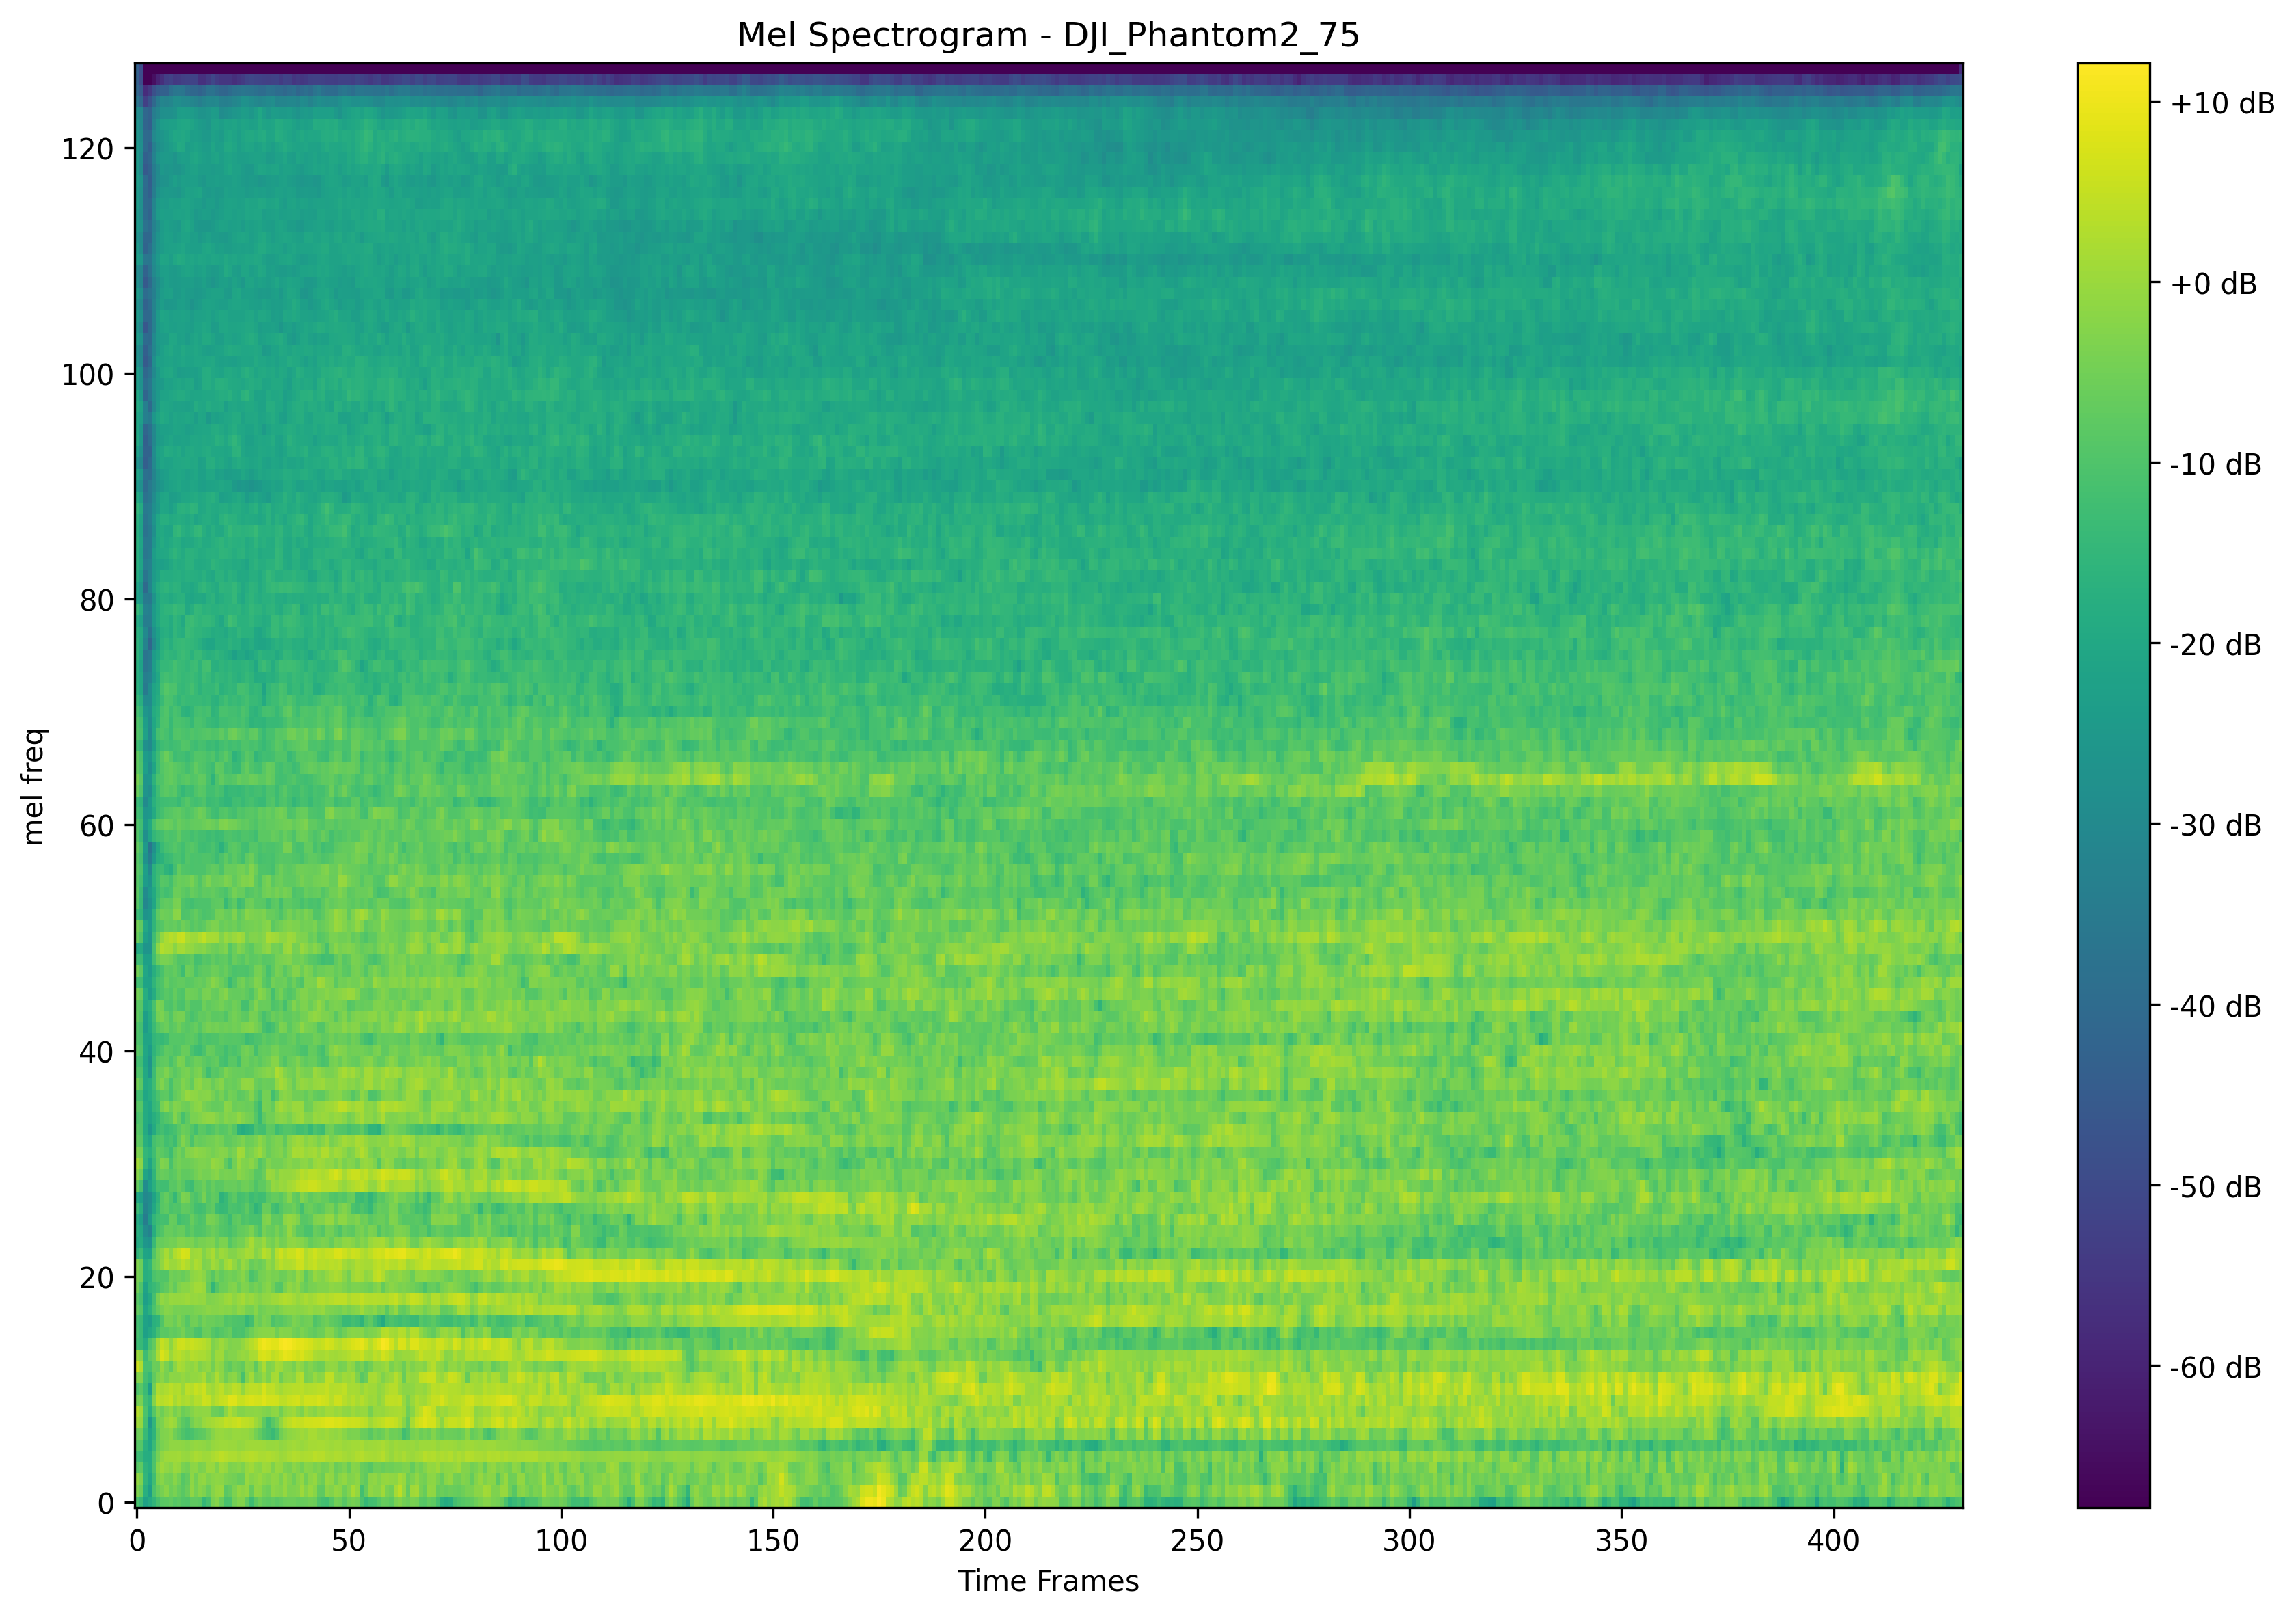 Mel Spectrogram - DJI_Phantom2_75
+10 dB
120
+0 dB
100
-10 dB
80
-20 dB
mel freq
60
-30 dB
40
-40 dB
-50 dB
20
-60 dB
0
0 50 100 150 200 250 300 350 400
Time Frames